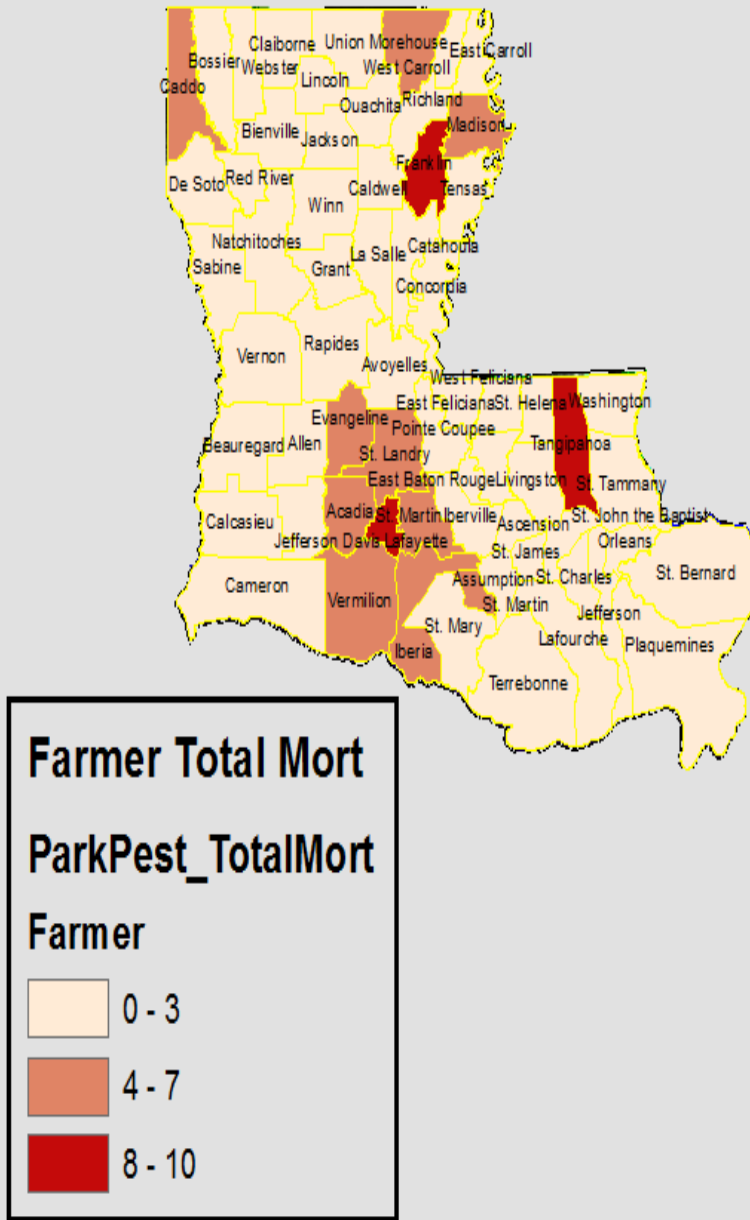 Claiborne
Union Morehouse
East Carroll
Bossier
Webster
West Carroll
Lincoln
Caddo
Ouachita
Richland
Madison
Bienville
Jackson
Franklin
De Soto
Red River
Caldwell
Tensas
Winn
Natchitoches
Catahoula
La Salle
Sabine
Grant
Concordia
Rapides
Vernon
Avoyelles
West Feliciana
East Feliciana
St. Helena
Washington
Evangeline
Pointe Coupee
Beauregard
Allen
Tangipahoa
St. Landry
East Baton Rouge
Livingston
St. Tammany
Acadia
St. Martin
Iberville
St. John the Baptist
Calcasieu
Ascension
Jefferson Davis
Lafayette
Orleans
St. James
Cameron
Assumption
St. Charles
St. Bernard
Vermilion
St. Martin
Jefferson
St. Mary
Lafourche
Plaquemines
Iberia
Terrebonne
Farmer Total Mort
ParkPest_TotalMort
Farmer
0 - 3
4 - 7
8 - 10